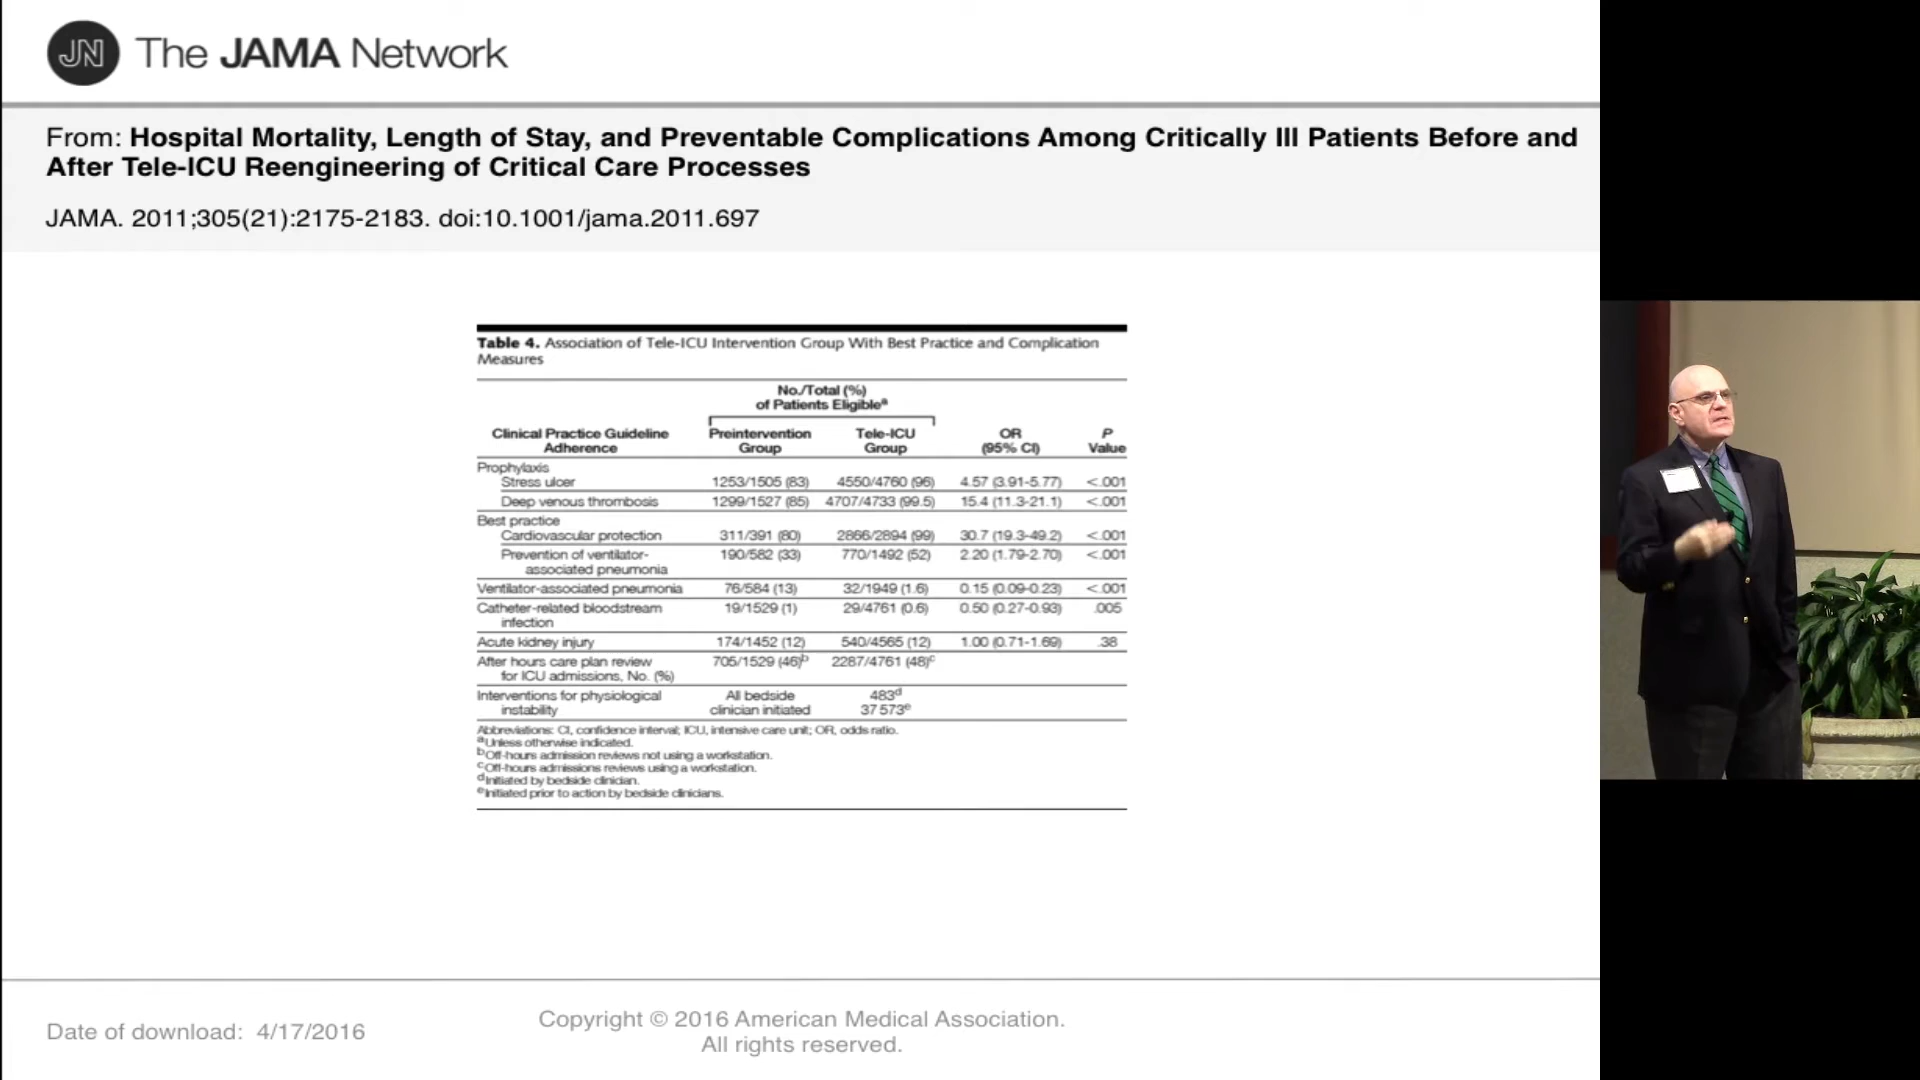 JN The JAMA Network
From: Hospital Mortality, Length of Stay, and Preventable Complications Among Critically Ill Patients Before and
After Tele-ICU Reengineering of Critical Care Processes
JAMA. 2011;305(21):2175-2183. doi:10.1001/jama.2011.697
Table 4. Association of Tele-ICU Intervention Group With Best Practice and Complication
Measures
No./Total (%)
of Patients Eligibleᵃ
Clinical Practice Guideline Preintervention Tele-ICU OR P
Adherence Group Group (95% CI) Value
Prophylaxis
Stress ulcer 1253/1505 (83) 4550/4760 (96) 4.57 (3.91-5.77) <.001
Deep venous thrombosis 1299/1527 (85) 4707/4733 (99.5) 15.4 (11.3-21.1) <.001
Best practice
Cardiovascular protection 311/391 (80) 2866/2894 (99) 30.7 (19.3-49.2) <.001
Prevention of ventilator- 190/582 (33) 770/1492 (52) 2.20 (1.79-2.70) <.001
associated pneumonia
Ventilator-associated pneumonia 76/584 (13) 32/1949 (1.6) 0.15 (0.09-0.23) <.001
Catheter-related bloodstream 19/1529 (1) 29/4761 (0.6) 0.50 (0.27-0.93) .005
infection
Acute kidney injury 174/1452 (12) 540/4565 (12) 1.00 (0.71-1.69) .38
After hours care plan review 705/1529 (46)ᵇ 2287/4761 (48)ᶜ
for ICU admissions, No. (%)
Interventions for physiological All bedside 483ᵈ
instability clinician initiated 37 573ᵉ
Abbreviations: CI, confidence interval; ICU, intensive care unit; OR, odds ratio.
ᵃUnless otherwise indicated.
ᵇOff-hours admission reviews not using a workstation.
ᶜOff-hours admissions reviews using a workstation.
ᵈInitiated by bedside clinician.
ᵉInitiated prior to action by bedside clinicians.
Date of download: 4/17/2016
Copyright © 2016 American Medical Association.
All rights reserved.